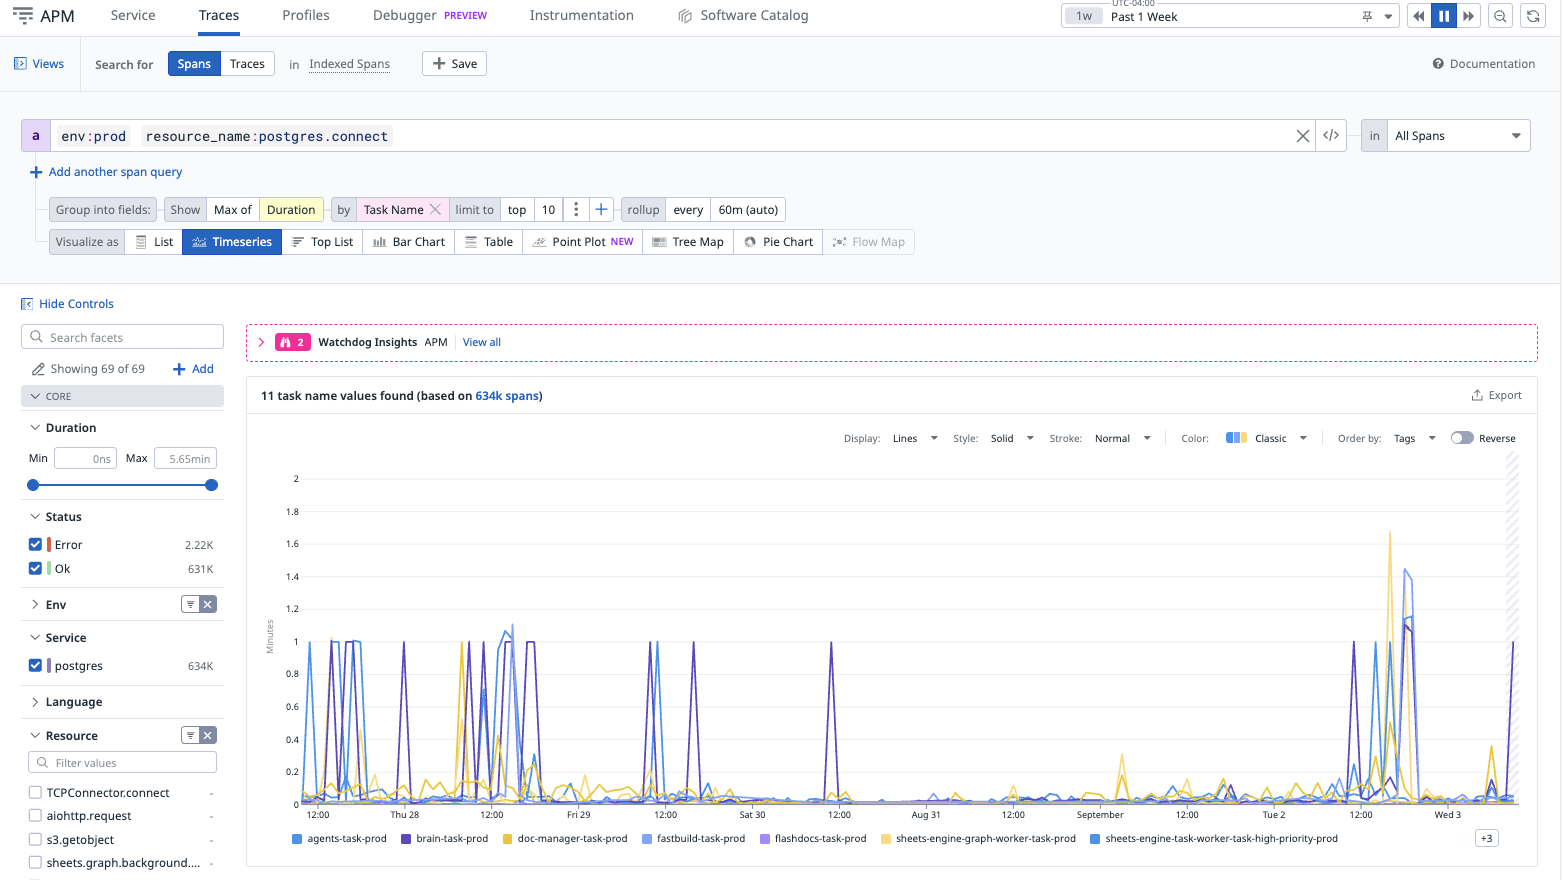 APM Service Traces Profiles Debugger PREVIEW Instrumentation Software Catalog UTC-04:00 1w Past 1 Week
Views Search for Spans Traces in Indexed Spans + Save Documentation
a env:prod resource_name:postgres.connect </> in All Spans
+ Add another span query
Group into fields: Show Max of Duration by Task Name limit to top 10 + rollup every 60m (auto)
Visualize as List Timeseries Top List Bar Chart Table Point Plot NEW Tree Map Pie Chart Flow Map
Hide Controls
Search facets
Showing 69 of 69 + Add
CORE
Duration
Min 0ns Max 5.65min
Status
Error 2.22K
Ok 631K
Env
Service
postgres 634K
Language
Resource
Filter values
TCPConnector.connect -
aiohttp.request -
s3.getobject -
sheets.graph.background.... -
2 Watchdog Insights APM View all
11 task name values found (based on 634k spans) Export
Display: Lines Style: Solid Stroke: Normal Color: Classic Order by: Tags Reverse
Minutes
2
1.8
1.6
1.4
1.2
1
0.8
0.6
0.4
0.2
0
12:00 Thu 28 12:00 Fri 29 12:00 Sat 30 12:00 Aug 31 12:00 September 12:00 Tue 2 12:00 Wed 3
agents-task-prod brain-task-prod doc-manager-task-prod fastbuild-task-prod flashdocs-task-prod sheets-engine-graph-worker-task-prod sheets-engine-task-worker-task-high-priority-prod +3